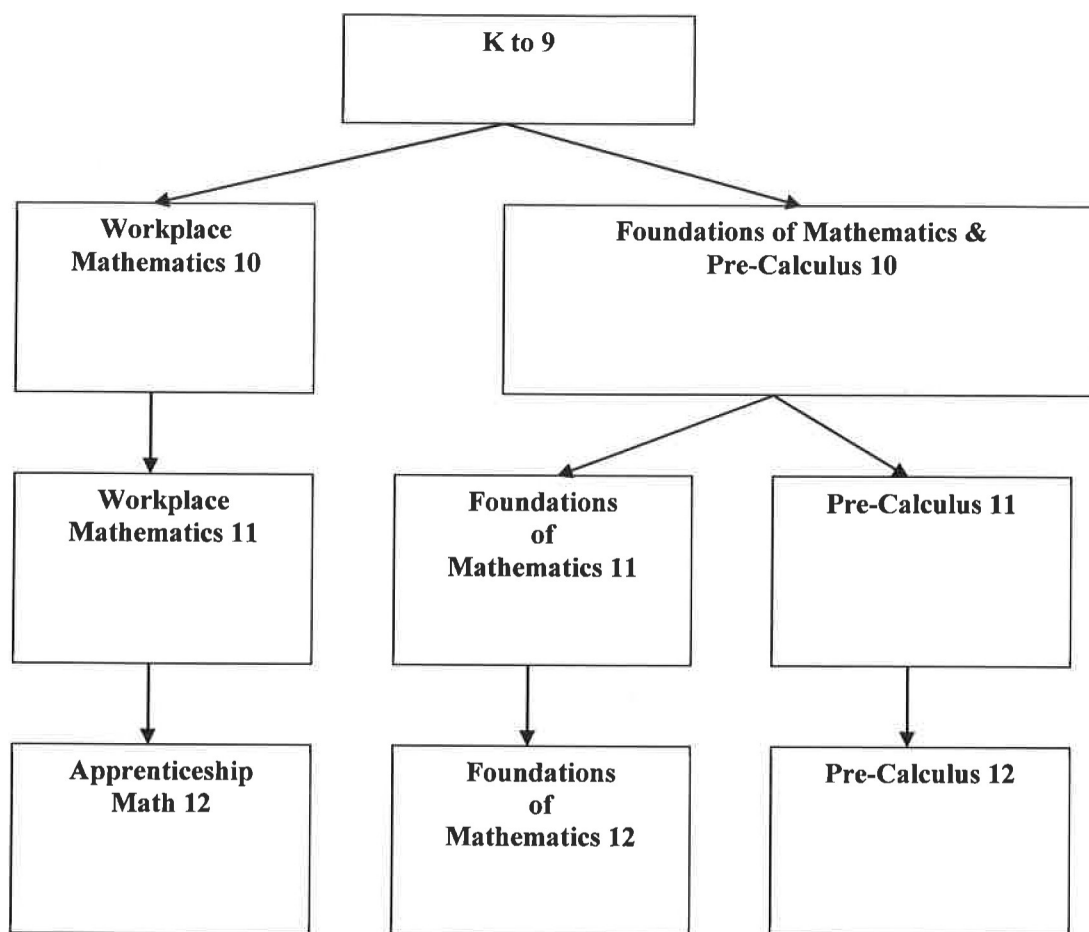 K to 9
Workplace
Mathematics 10
Foundations of Mathematics &
Pre-Calculus 10
Workplace
Mathematics 11
Foundations
of
Mathematics 11
Pre-Calculus 11
Apprenticeship
Math 12
Foundations
of
Mathematics 12
Pre-Calculus 12